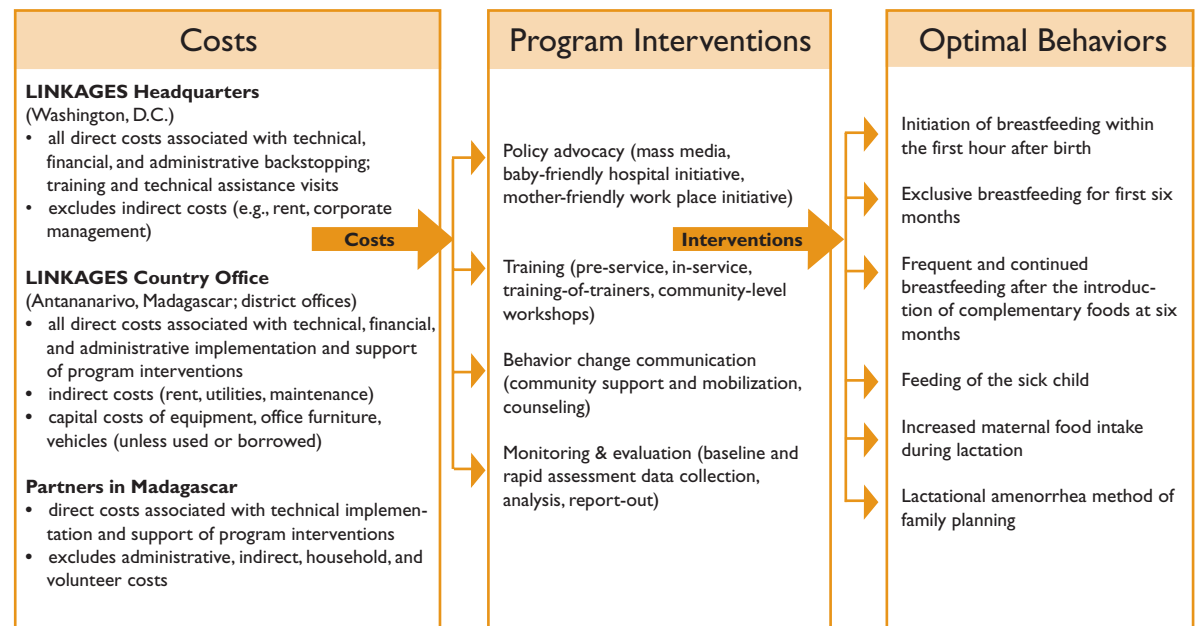 Costs
LINKAGES Headquarters
(Washington, D.C.)
• all direct costs associated with technical,
financial, and administrative backstopping;
training and technical assistance visits
• excludes indirect costs (e.g., rent, corporate
management)
LINKAGES Country Office
(Antananarivo, Madagascar; district offices)
• all direct costs associated with technical, financial,
and administrative implementation and support
of program interventions
• indirect costs (rent, utilities, maintenance)
• capital costs of equipment, office furniture,
vehicles (unless used or borrowed)
Partners in Madagascar
• direct costs associated with technical implemen-
tation and support of program interventions
• excludes administrative, indirect, household, and
volunteer costs
Costs
Program Interventions
Policy advocacy (mass media,
baby-friendly hospital initiative,
mother-friendly work place initiative)
Training (pre-service, in-service,
training-of-trainers, community-level
workshops)
Behavior change communication
(community support and mobilization,
counseling)
Monitoring & evaluation (baseline and
rapid assessment data collection,
analysis, report-out)
Interventions
Optimal Behaviors
Initiation of breastfeeding within
the first hour after birth
Exclusive breastfeeding for first six
months
Frequent and continued
breastfeeding after the introduc-
tion of complementary foods at six
months
Feeding of the sick child
Increased maternal food intake
during lactation
Lactational amenorrhea method of
family planning